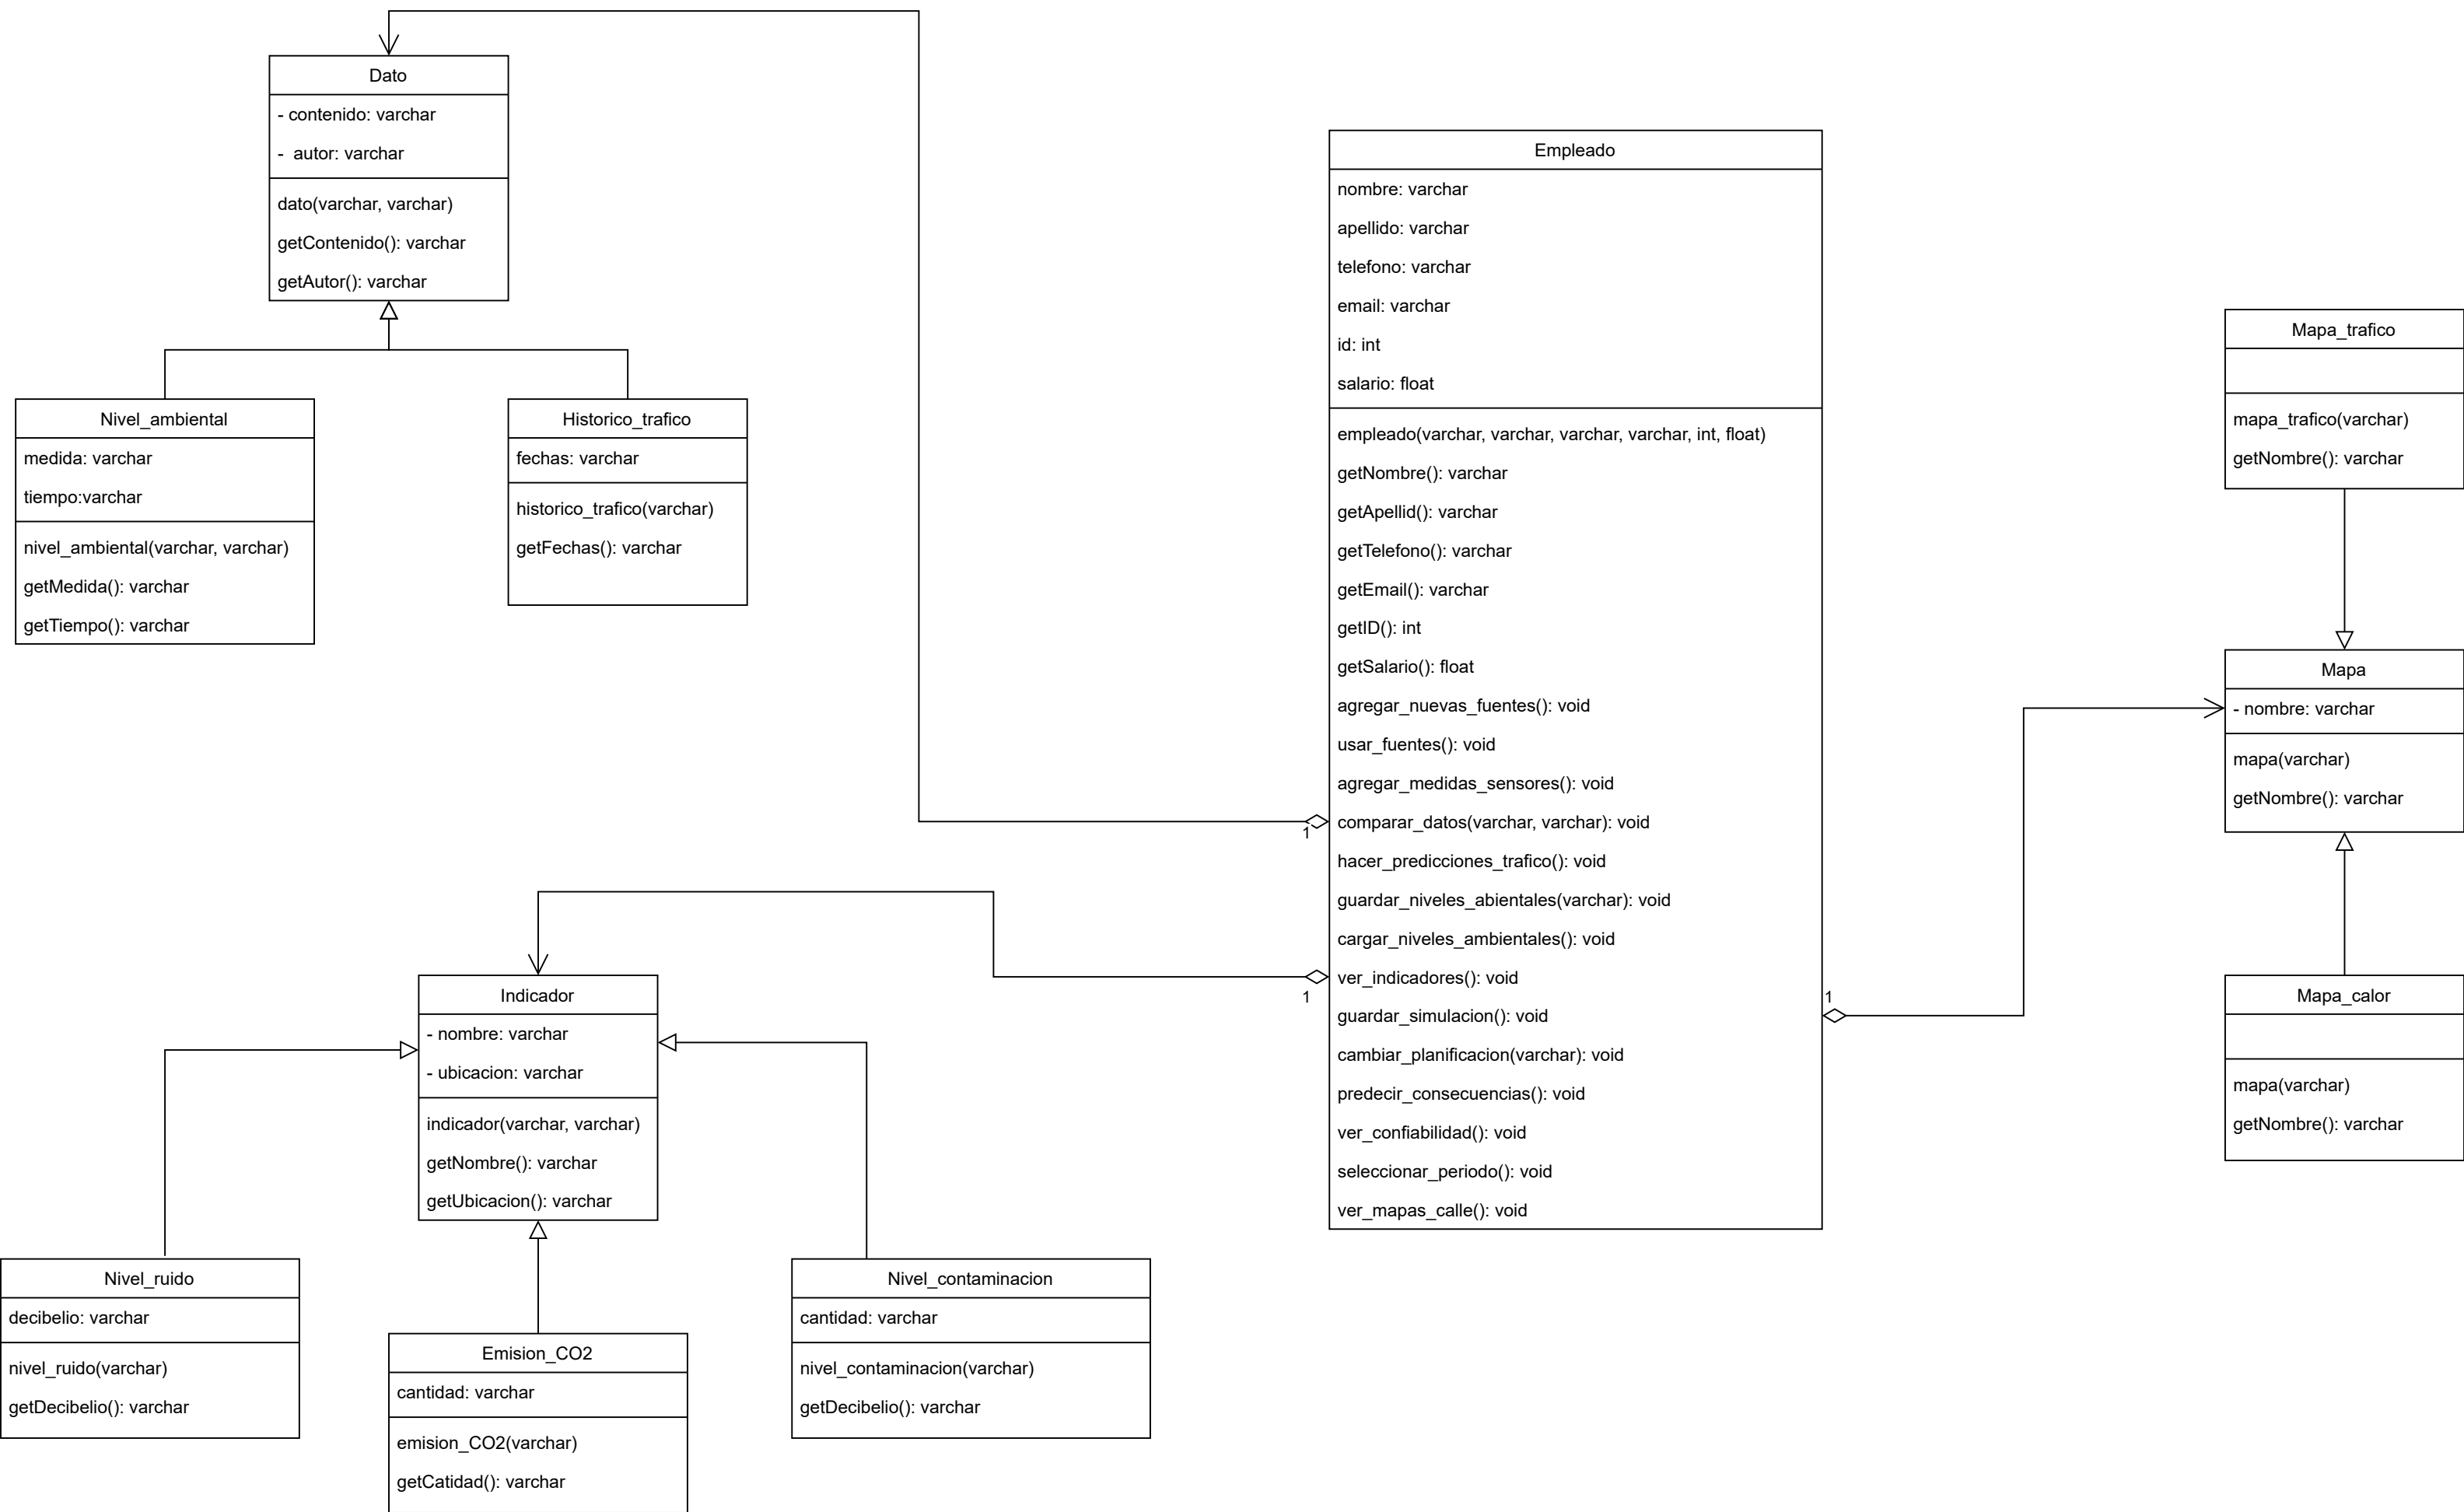 Dato
- contenido: varchar
-  autor: varchar
dato(varchar, varchar)
getContenido(): varchar
getAutor(): varchar
Nivel_ambiental
medida: varchar
tiempo:varchar
nivel_ambiental(varchar, varchar)
getMedida(): varchar
getTiempo(): varchar
Historico_trafico
fechas: varchar
historico_trafico(varchar)
getFechas(): varchar
Empleado
nombre: varchar
apellido: varchar
telefono: varchar
email: varchar
id: int
salario: float
empleado(varchar, varchar, varchar, varchar, int, float)
getNombre(): varchar
getApellid(): varchar
getTelefono(): varchar
getEmail(): varchar
getID(): int
getSalario(): float
agregar_nuevas_fuentes(): void
usar_fuentes(): void
agregar_medidas_sensores(): void
comparar_datos(varchar, varchar): void
hacer_predicciones_trafico(): void
guardar_niveles_abientales(varchar): void
cargar_niveles_ambientales(): void
ver_indicadores(): void
guardar_simulacion(): void
cambiar_planificacion(varchar): void
predecir_consecuencias(): void
ver_confiabilidad(): void
seleccionar_periodo(): void
ver_mapas_calle(): void
1
1
1
Mapa_trafico
mapa_trafico(varchar)
getNombre(): varchar
Mapa
- nombre: varchar
mapa(varchar)
getNombre(): varchar
Mapa_calor
mapa(varchar)
getNombre(): varchar
Indicador
- nombre: varchar
- ubicacion: varchar
indicador(varchar, varchar)
getNombre(): varchar
getUbicacion(): varchar
Nivel_ruido
decibelio: varchar
nivel_ruido(varchar)
getDecibelio(): varchar
Emision_CO2
cantidad: varchar
emision_CO2(varchar)
getCatidad(): varchar
Nivel_contaminacion
cantidad: varchar
nivel_contaminacion(varchar)
getDecibelio(): varchar